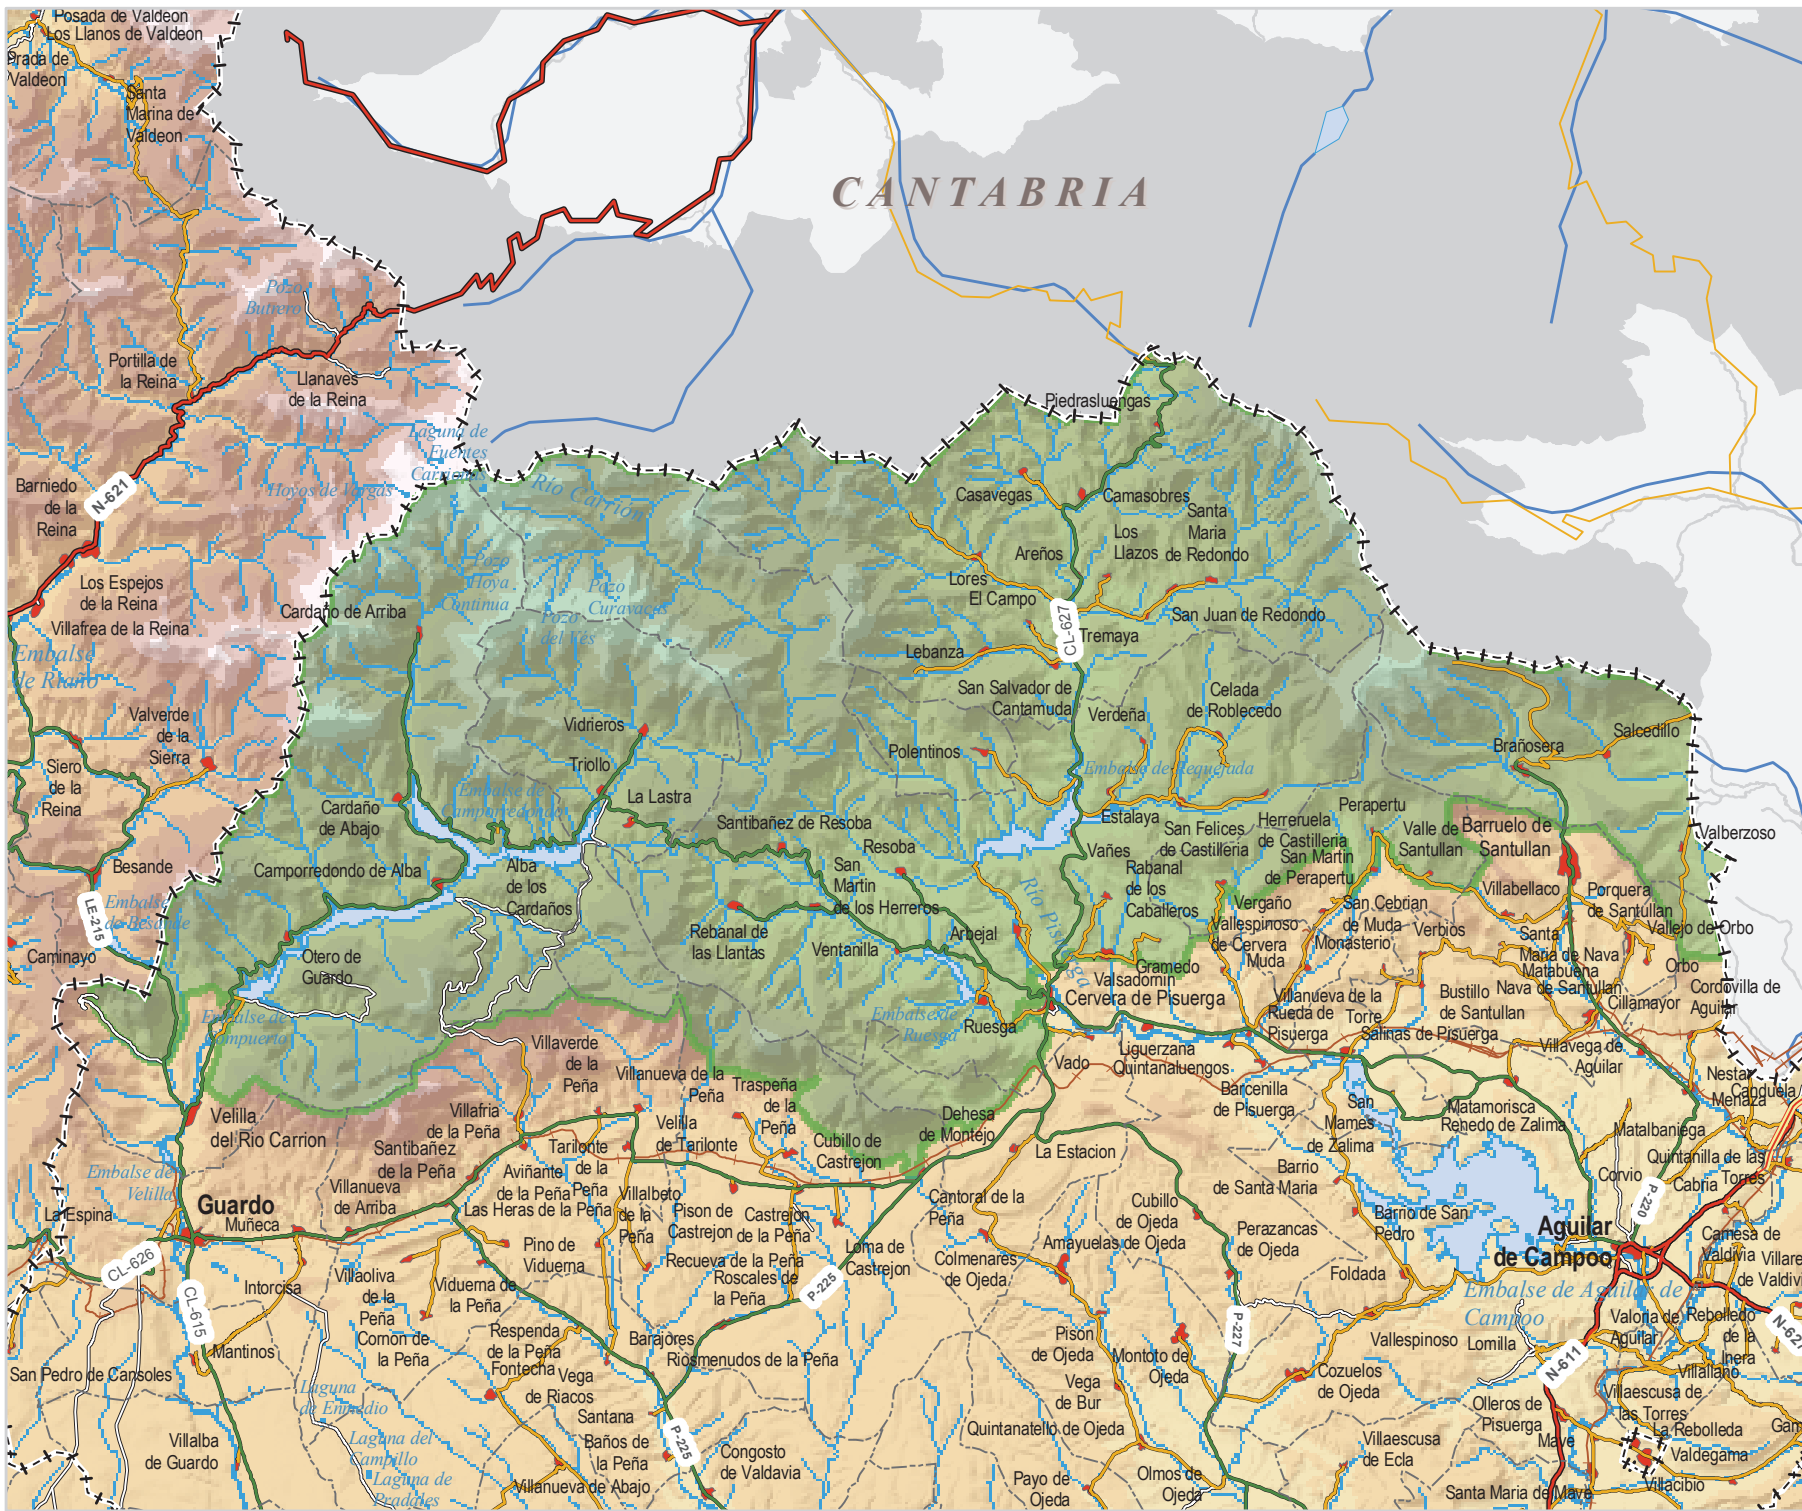 Posada de Valdeon
Los Llanos de Valdeon
Prada de
Valdeon
Santa
Marina de
Valdeon
CANTABRIA
Pozo
Butrero
Portilla de
la Reina
Llanaves
de la Reina
Piedrasluengas
Laguna de
Fuentes
Carrionas
Hoyos de Vargas
Río Carrión
Barniedo
de la
Reina
N-621
Casavegas
Camasobres
Santa
Maria
de Redondo
Los
Llazos
Areños
Pozo
Hoya
Continua
Pozo
Curavacas
Pozo
del Vés
Lores
El Campo
CL-627
San Juan de Redondo
Tremaya
Los Espejos
de la Reina
Villafrea de la Reina
Cardaño de Arriba
Embalse
de Riaño
Lebanza
San Salvador de
Cantamuda
Celada
de Roblecedo
Verdeña
Valverde
de la
Sierra
Vidrieros
Triollo
Polentinos
Brañosera
Salcedillo
Embalse de Requejada
Siero
de la
Reina
Cardaño
de Abajo
Embalse de
Camporredondo
La Lastra
Santibañez de Resoba
Resoba
Estalaya
Perapertu
Herreruela
de Castilleria
San Felices
de Castilleria
Valle de
Santullan
Barruelo de
Santullan
Valberzoso
Vañes
Rabanal
de los
Caballeros
San Martin
de Perapertu
Besande
Camporredondo de Alba
Alba
de los
Cardaños
San
Martin
de los Herreros
Río Pisuerga
Villabellaco
Porquera
de Santullan
Vallejo de Orbo
Embalse
de Besande
LE-215
Vergaño
Vallespinoso
de Cervera
Muda
San Cebrian
de Muda
Monasterio
Verbios
Santa
Maria de Nava
Matabuena
Nava de Santullan
Orbo
Rebanal de
las Llantas
Ventanilla
Arbejal
Caminayo
Otero de
Guardo
Gramedo
Valsadornin
Cervera de Pisuerga
Villanueva de la
Torre
Rueda de
Pisuerga
Bustillo
de Santullan
Salinas de Pisuerga
Cillamayor
Cordovilla de
Aguilar
Embalse de
Compuerto
Embalse de
Ruesga
Ruesga
Villaverde
de la
Peña
Villanueva de la
Peña
Vado
Liguerzana
Quintanaluengos
Villavega de
Aguilar
Nestar
Canduela
Menaza
Velilla
del Rio Carrion
Villafria
de la Peña
Traspeña
de la
Peña
Dehesa
de Montejo
Barcenilla
de Pisuerga
San
Mames
de Zalima
Matamorisca
Renedo de Zalima
Matalbaniega
Santibañez
de la Peña
Tarilonte
de la
Peña
Velilla
de Tarilonte
Cubillo de
Castrejon
La Estacion
Quintanilla de las
Torres
Corvio
Cabria
P-220
Embalse de
Velilla
Villanueva
de Arriba
Aviñante
de la Peña
Las Heras de la Peña
Villalbeto
de la
Peña
Pison de
Castrejon
Castrejon
de la Peña
Cantoral de la
Peña
Cubillo
de Ojeda
Barrio
de Santa Maria
Barrio de San
Pedro
Guardo
Muñeca
La Espina
CL-626
Pino de
Viduerna
Recueva de la Peña
Roscales de
la Peña
Loma de
Castrejon
Colmenares
de Ojeda
Amayuelas de Ojeda
Perazancas
de Ojeda
Foldada
Aguilar
de Campoo
Camesa de
Valdivia
Villare
de Valdivi
Embalse de Aguilar de
Campoo
CL-615
Intorcisa
Villaoliva
de la
Peña
Viduerna de
la Peña
P-225
P-227
Vallespinoso
Lomilla
Valoria de
Aguilar
Rebolledo
de la
Inera
N-627
N-611
Villallano
Mantinos
Cornon de
la Peña
Respenda
de la Peña
Fontecha
Barajores
Riosmenudos de la Peña
Pison
de Ojeda
Montoto de
Ojeda
Cozuelos
de Ojeda
San Pedro de Cansoles
Laguna
de Enmedio
Vega
de Riacos
Vega
de Bur
Olleros de
Pisuerga
Villaescusa de
las Torres
La Rebolleda
Gam
Villalba
de Guardo
Laguna del
Campillo
Laguna de
Pradales
Santana
Baños de
la Peña
P-225
Congosto
de Valdavia
Quintanatello de Ojeda
Villaescusa
de Ecla
Mave
Valdegama
Villanueva de Abajo
Payo de
Ojeda
Olmos de
Ojeda
Santa Maria de Mave
Villacibio